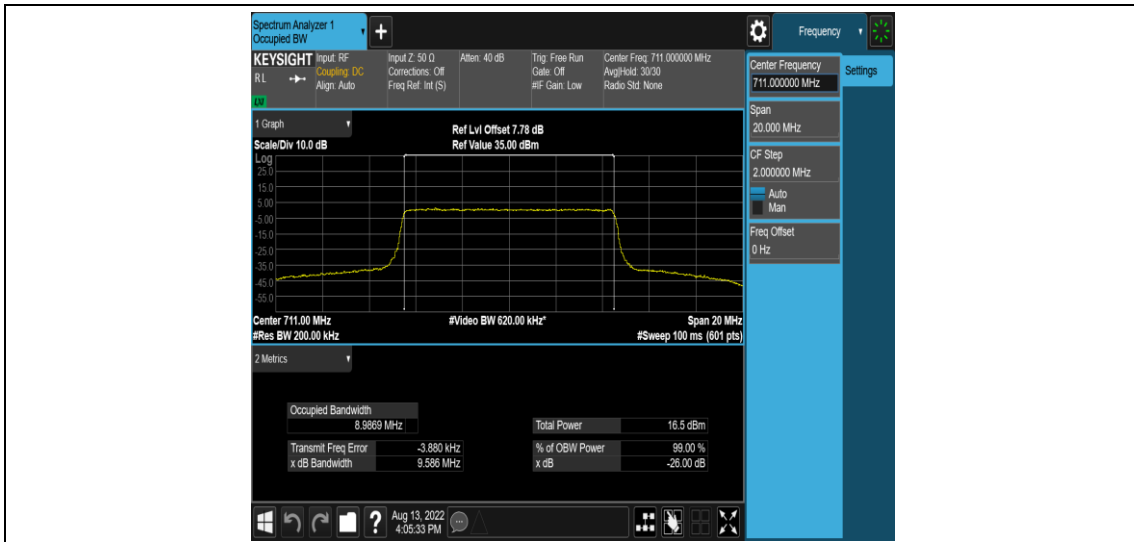 Spectrum Analyzer 1
Occupied BW
+
Frequency
KEYSIGHT
RL
LXI
Input: RF
Coupling: DC
Align: Auto
Input Z: 50 Ω
Corrections: Off
Freq Ref: Int (S)
Atten: 40 dB
Trig: Free Run
Gate: Off
#IF Gain: Low
Center Freq: 711.000000 MHz
Avg|Hold: 30/30
Radio Std: None
Center Frequency
711.000000 MHz
Settings
Span
20.000 MHz
CF Step
2.000000 MHz
Auto
Man
Freq Offset
0 Hz
1 Graph
Scale/Div 10.0 dB
Ref Lvl Offset 7.78 dB
Ref Value 35.00 dBm
Log
25.0
15.0
5.00
-5.00
-15.0
-25.0
-35.0
-45.0
-55.0
Center 711.00 MHz
#Video BW 620.00 kHz*
Span 20 MHz
#Res BW 200.00 kHz
#Sweep 100 ms (601 pts)
2 Metrics
Occupied Bandwidth
8.9869 MHz
Total Power 16.5 dBm
Transmit Freq Error -3.880 kHz
% of OBW Power 99.00 %
x dB Bandwidth 9.586 MHz
x dB -26.00 dB
?
Aug 13, 2022
4:05:33 PM